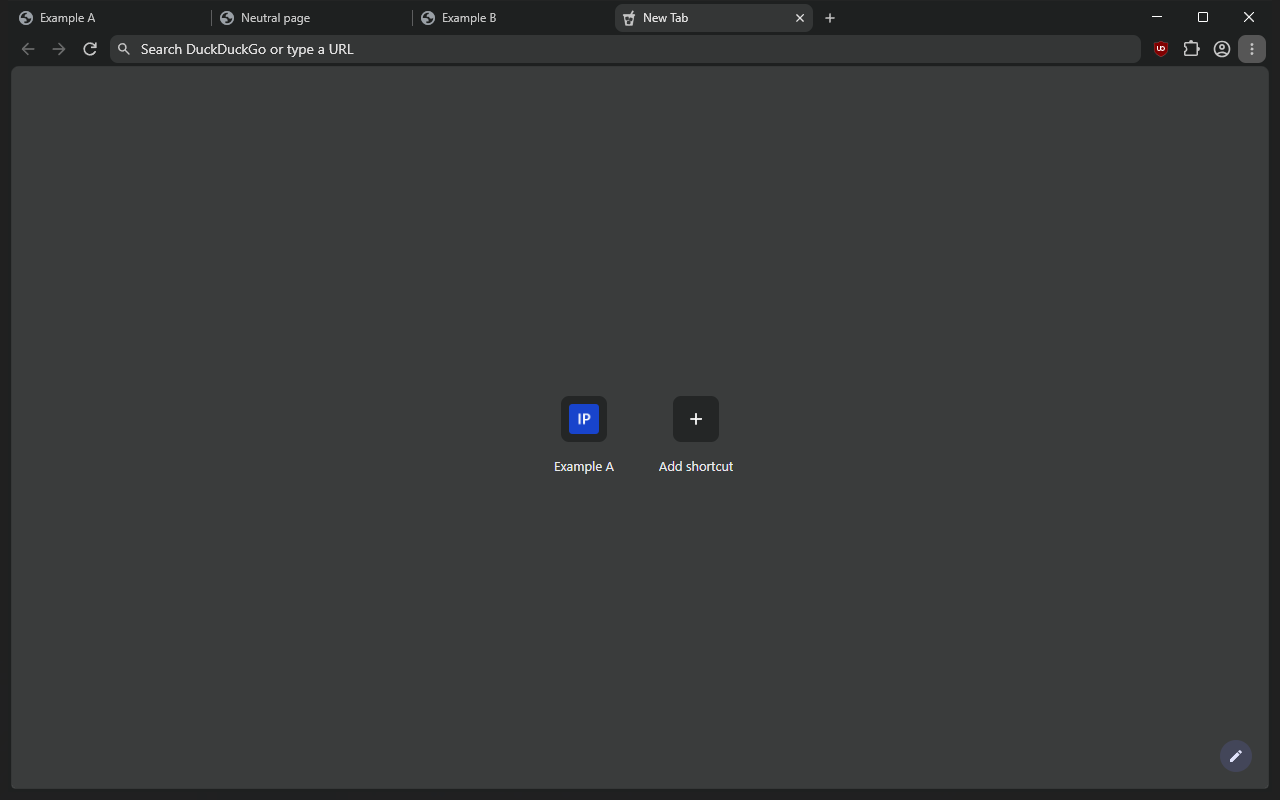 Example A
Neutral page
Example B
New Tab
Search DuckDuckGo or type a URL
IP
Example A
Add shortcut